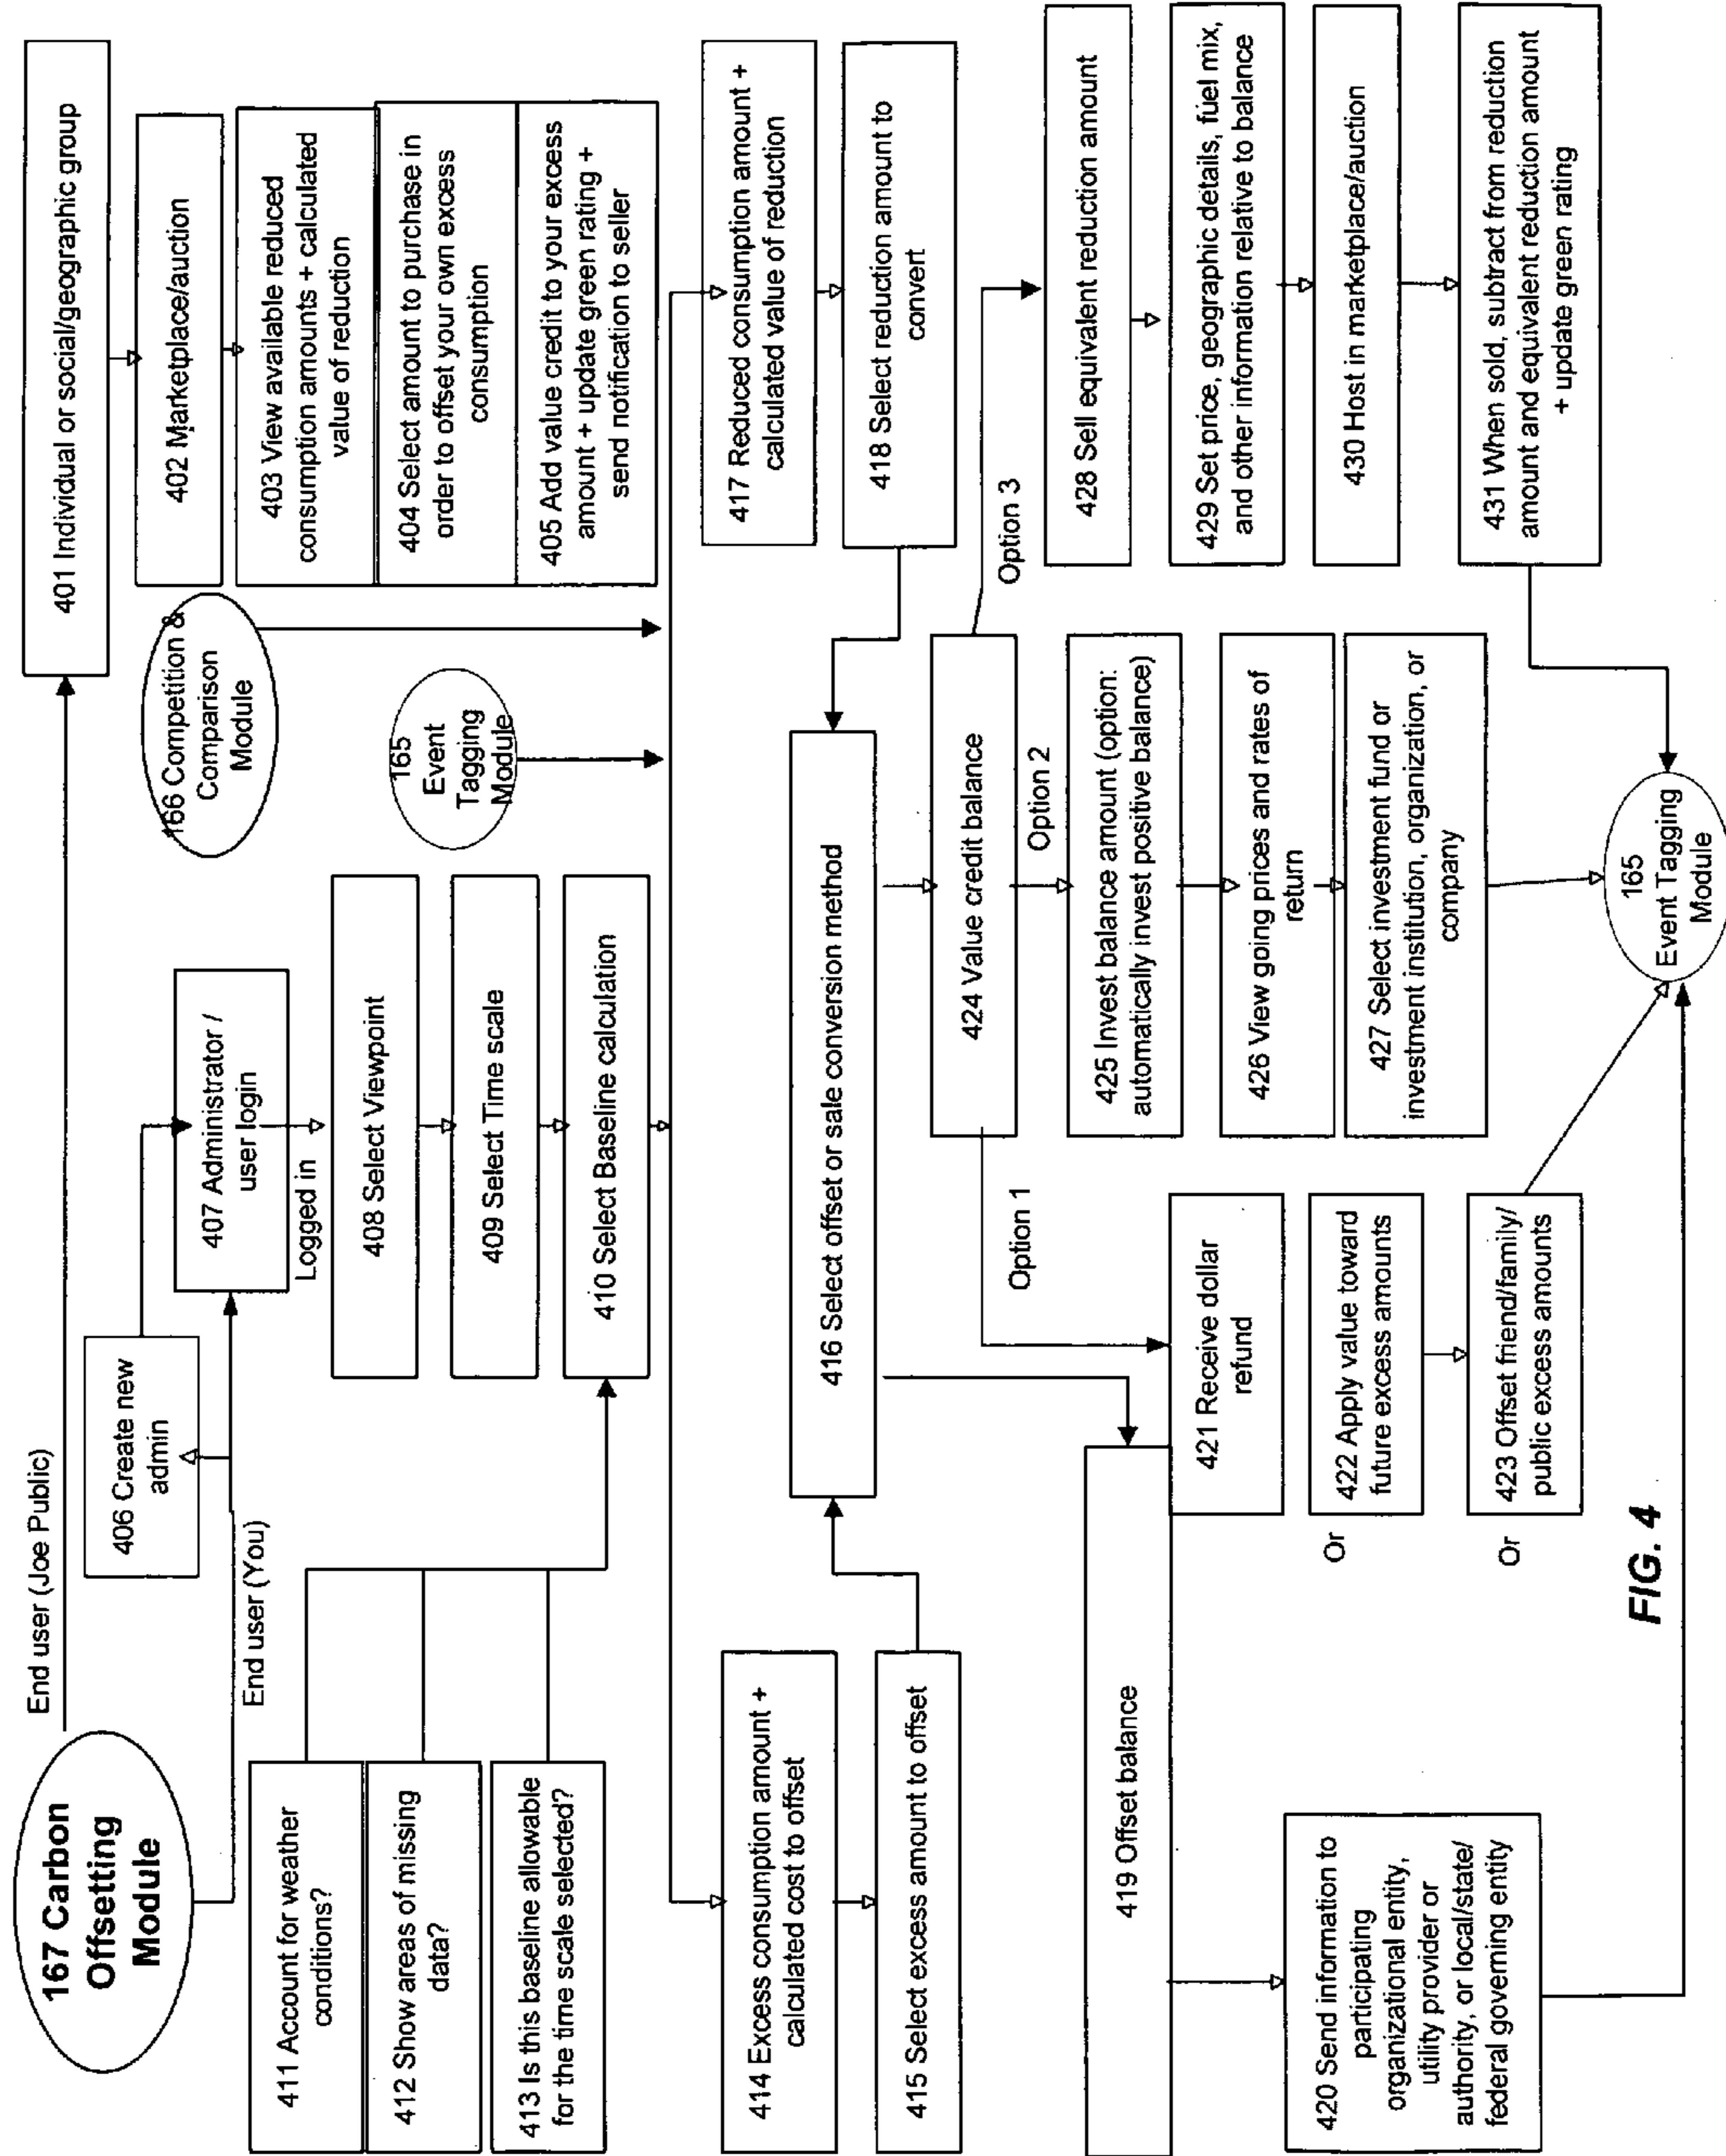 167 Carbon
Offsetting
Module
End user (Joe Public)
401 Individual or social/geographic group
402 Marketplace/auction
403 View available reduced
consumption amounts + calculated
value of reduction
404 Select amount to purchase in
order to offset your own excess
consumption
405 Add value credit to your excess
amount + update green rating +
send notification to seller
End user (You)
406 Create new
admin
407 Administrator /
user login
Logged in
408 Select Viewpoint
409 Select Time scale
410 Select Baseline calculation
411 Account for weather
conditions?
412 Show areas of missing
data?
413 Is this baseline allowable
for the time scale selected?
166 Competition &
Comparison
Module
165
Event
Tagging
Module
414 Excess consumption amount +
calculated cost to offset
415 Select excess amount to offset
416 Select offset or sale conversion method
417 Reduced consumption amount +
calculated value of reduction
418 Select reduction amount to
convert
419 Offset balance
420 Send information to
participating
organizational entity,
utility provider or
authority, or local/state/
federal governing entity
Option 1
421 Receive dollar
refund
Or
422 Apply value toward
future excess amounts
Or
423 Offset friend/family/
public excess amounts
424 Value credit balance
Option 2
425 Invest balance amount (option:
automatically invest positive balance)
426 View going prices and rates of
return
427 Select investment fund or
investment institution, organization, or
company
Option 3
428 Sell equivalent reduction amount
429 Set price, geographic details, fuel mix,
and other information relative to balance
430 Host in marketplace/auction
431 When sold, subtract from reduction
amount and equivalent reduction amount
+ update green rating
165
Event Tagging
Module
FIG. 4